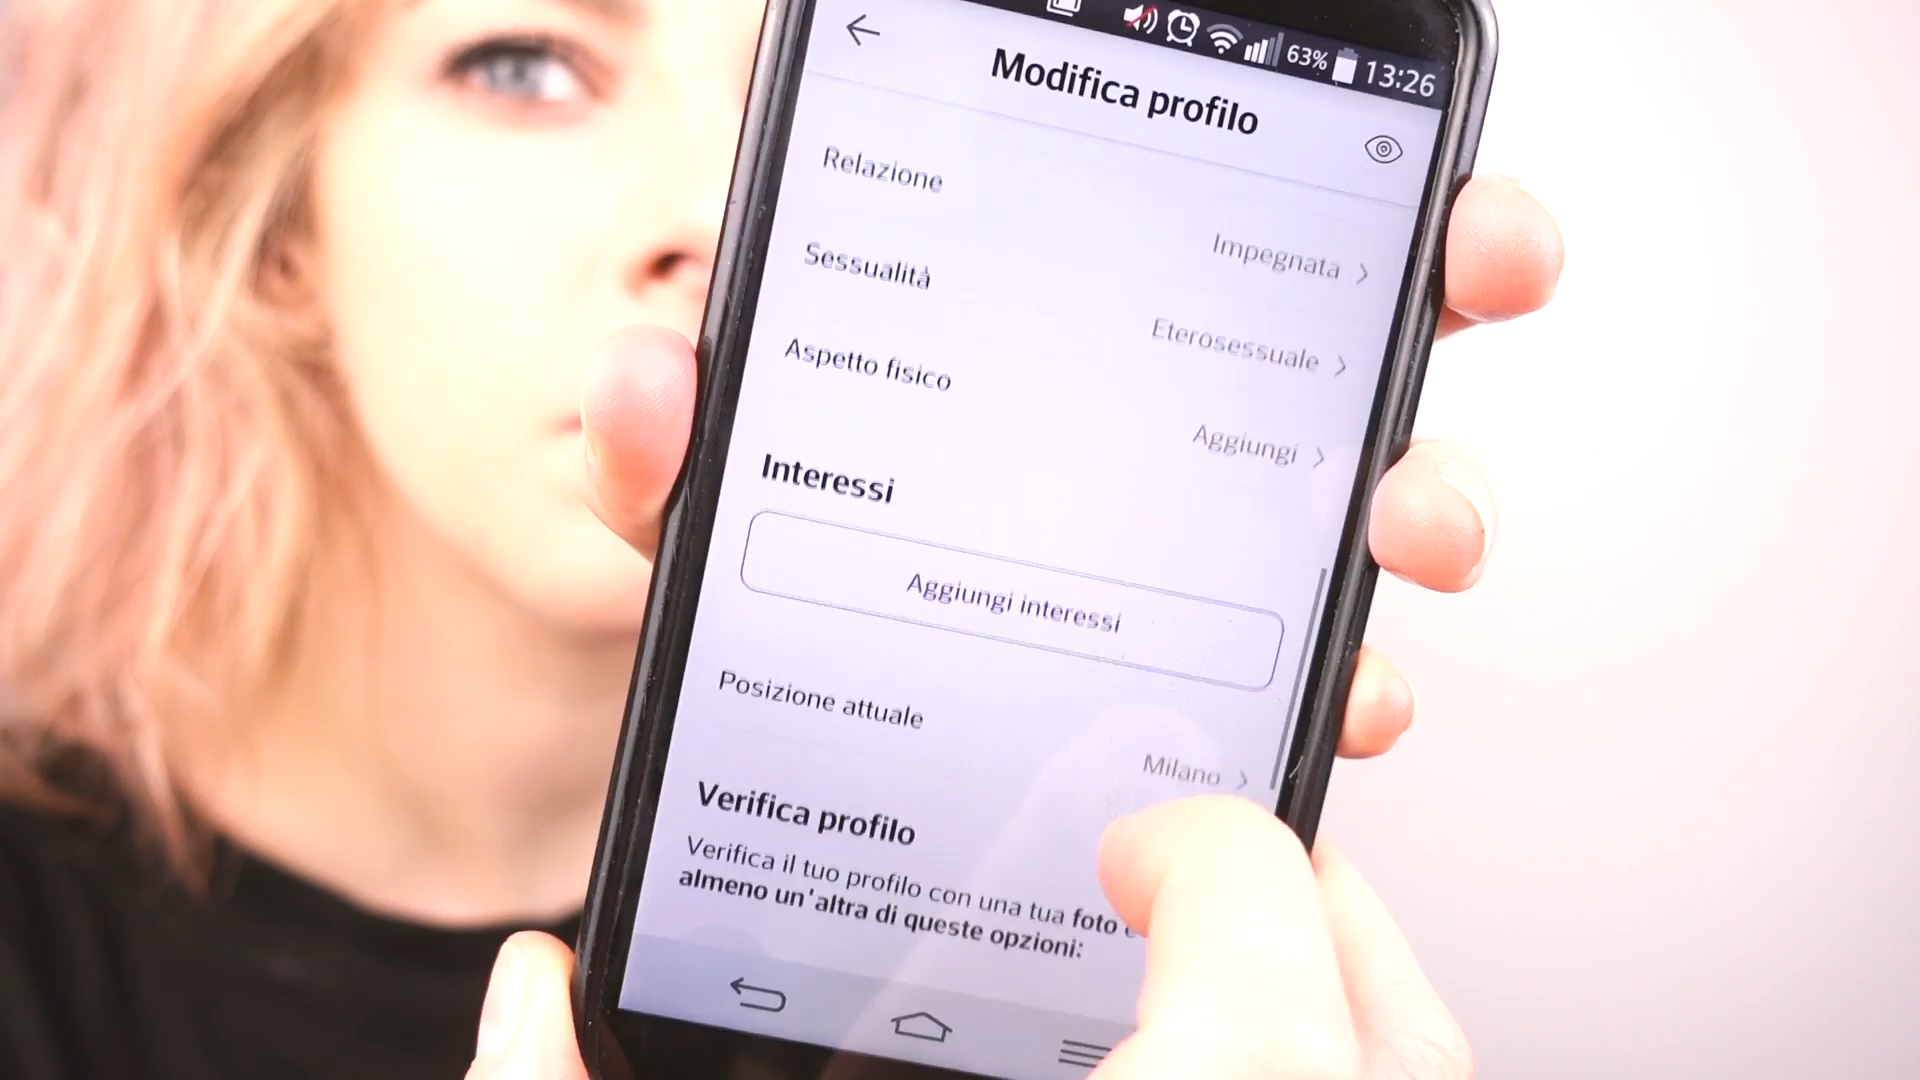 63% 13:26
Modifica profilo
Relazione
Impegnata
Sessualità
Eterosessuale
Aspetto fisico
Aggiungi
Interessi
Aggiungi interessi
Posizione attuale
Milano
Verifica profilo
Verifica il tuo profilo con una tua foto e
almeno un'altra di queste opzioni: